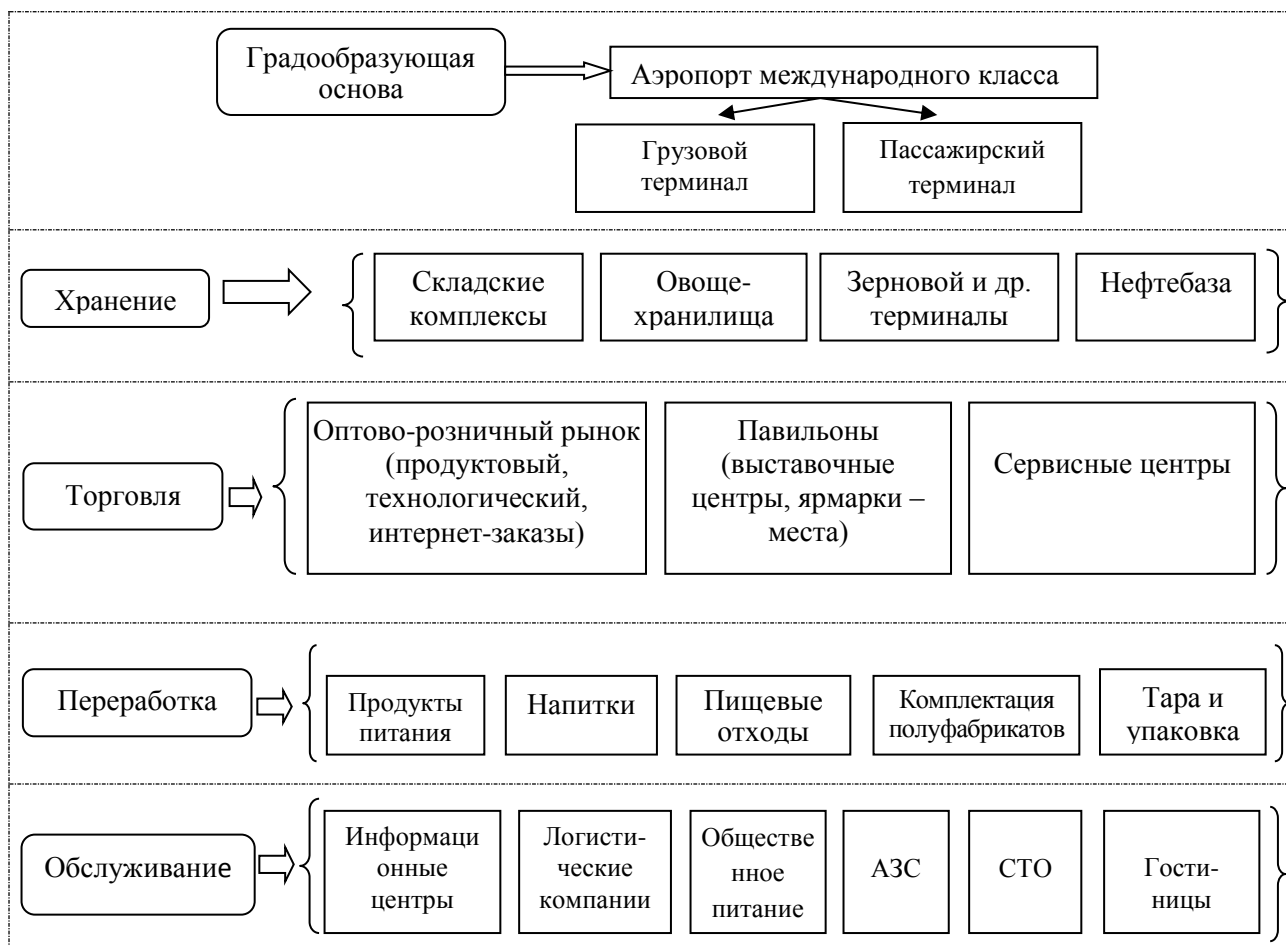 Градообразующая
основа
Аэропорт международного класса
Грузовой
терминал
Пассажирский
терминал
Хранение
Складские
комплексы
Овоще-
хранилища
Зерновой и др.
терминалы
Нефтебаза
Торговля
Оптово-розничный рынок
(продуктовый,
технологический,
интернет-заказы)
Павильоны
(выставочные
центры, ярмарки –
места)
Сервисные центры
Переработка
Продукты
питания
Напитки
Пищевые
отходы
Комплектация
полуфабрикатов
Тара и
упаковка
Обслуживание
Информаци
онные
центры
Логисти-
ческие
компании
Обществе
нное
питание
АЗС
СТО
Гости-
ницы